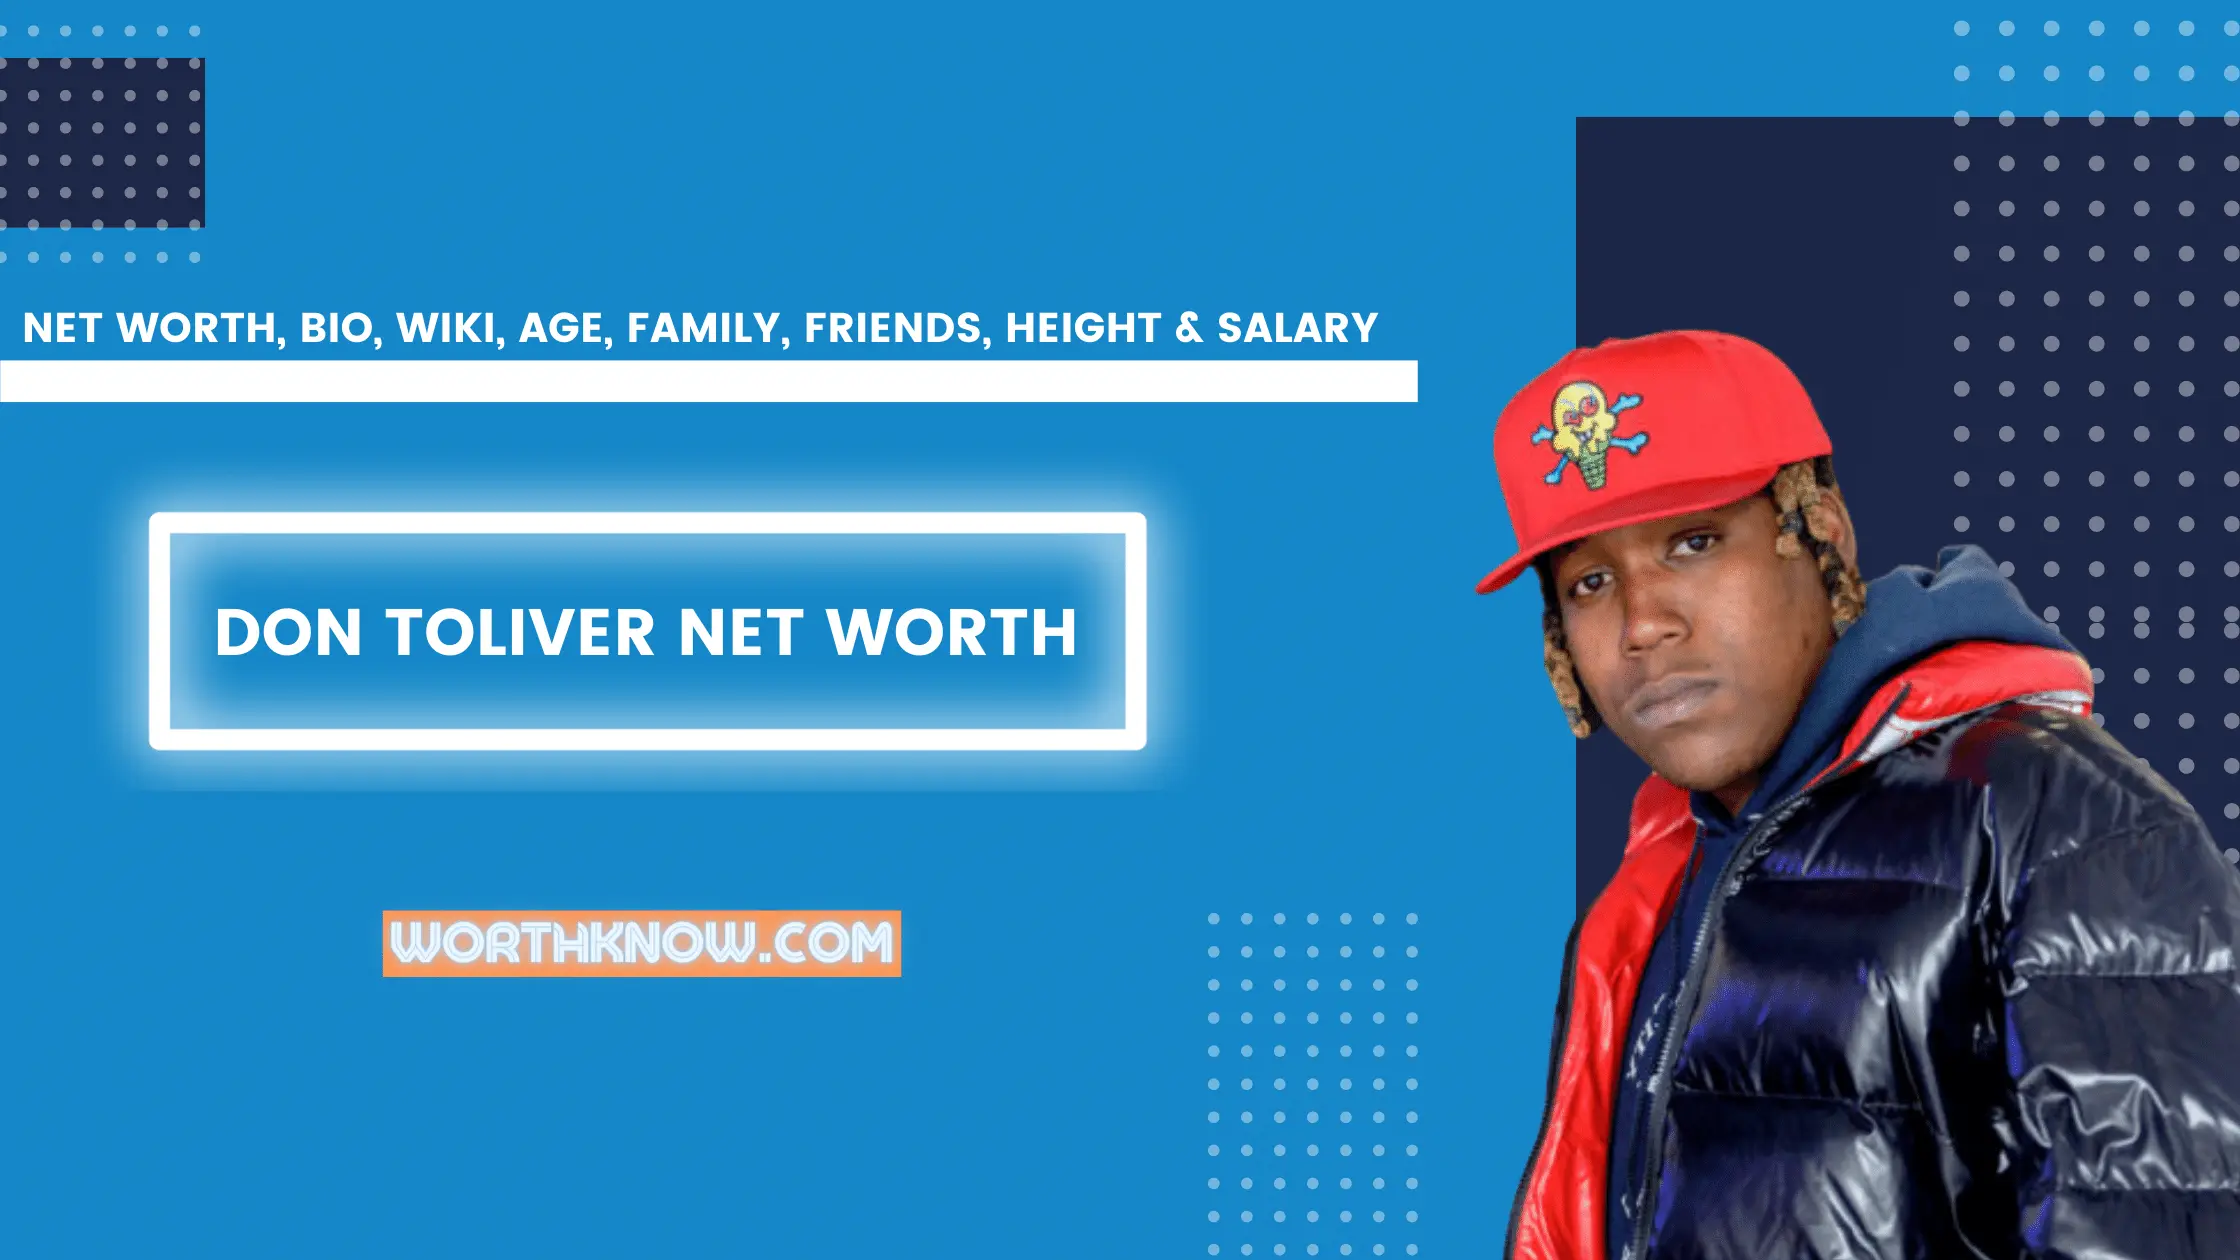 NET WORTH, BIO, WIKI, AGE, FAMILY, FRIENDS, HEIGHT & SALARY
DON TOLIVER NET WORTH
WORTHKNOW.COM